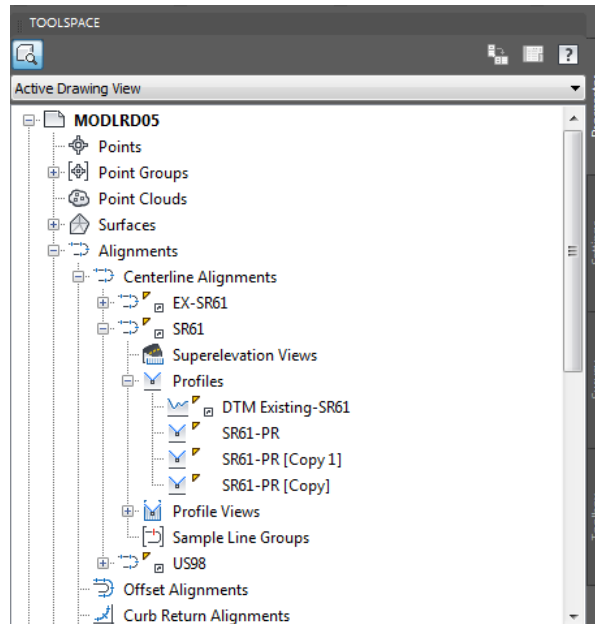 TOOLSPACE
?
Active Drawing View
MODLRD05
Points
Point Groups
Point Clouds
Surfaces
Alignments
Centerline Alignments
EX-SR61
SR61
Superelevation Views
Profiles
DTM Existing-SR61
SR61-PR
SR61-PR [Copy 1]
SR61-PR [Copy]
Profile Views
Sample Line Groups
US98
Offset Alignments
Curb Return Alignments